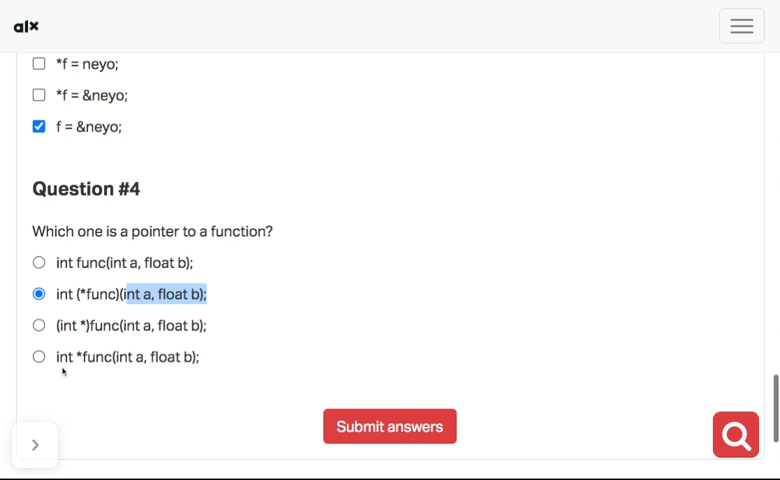 alx
*f = neyo;
*f = &neyo;
f = &neyo;
Question #4
Which one is a pointer to a function?
int func(int a, float b);
int (*func)(int a, float b);
(int *)func(int a, float b);
int *func(int a, float b);
Submit answers